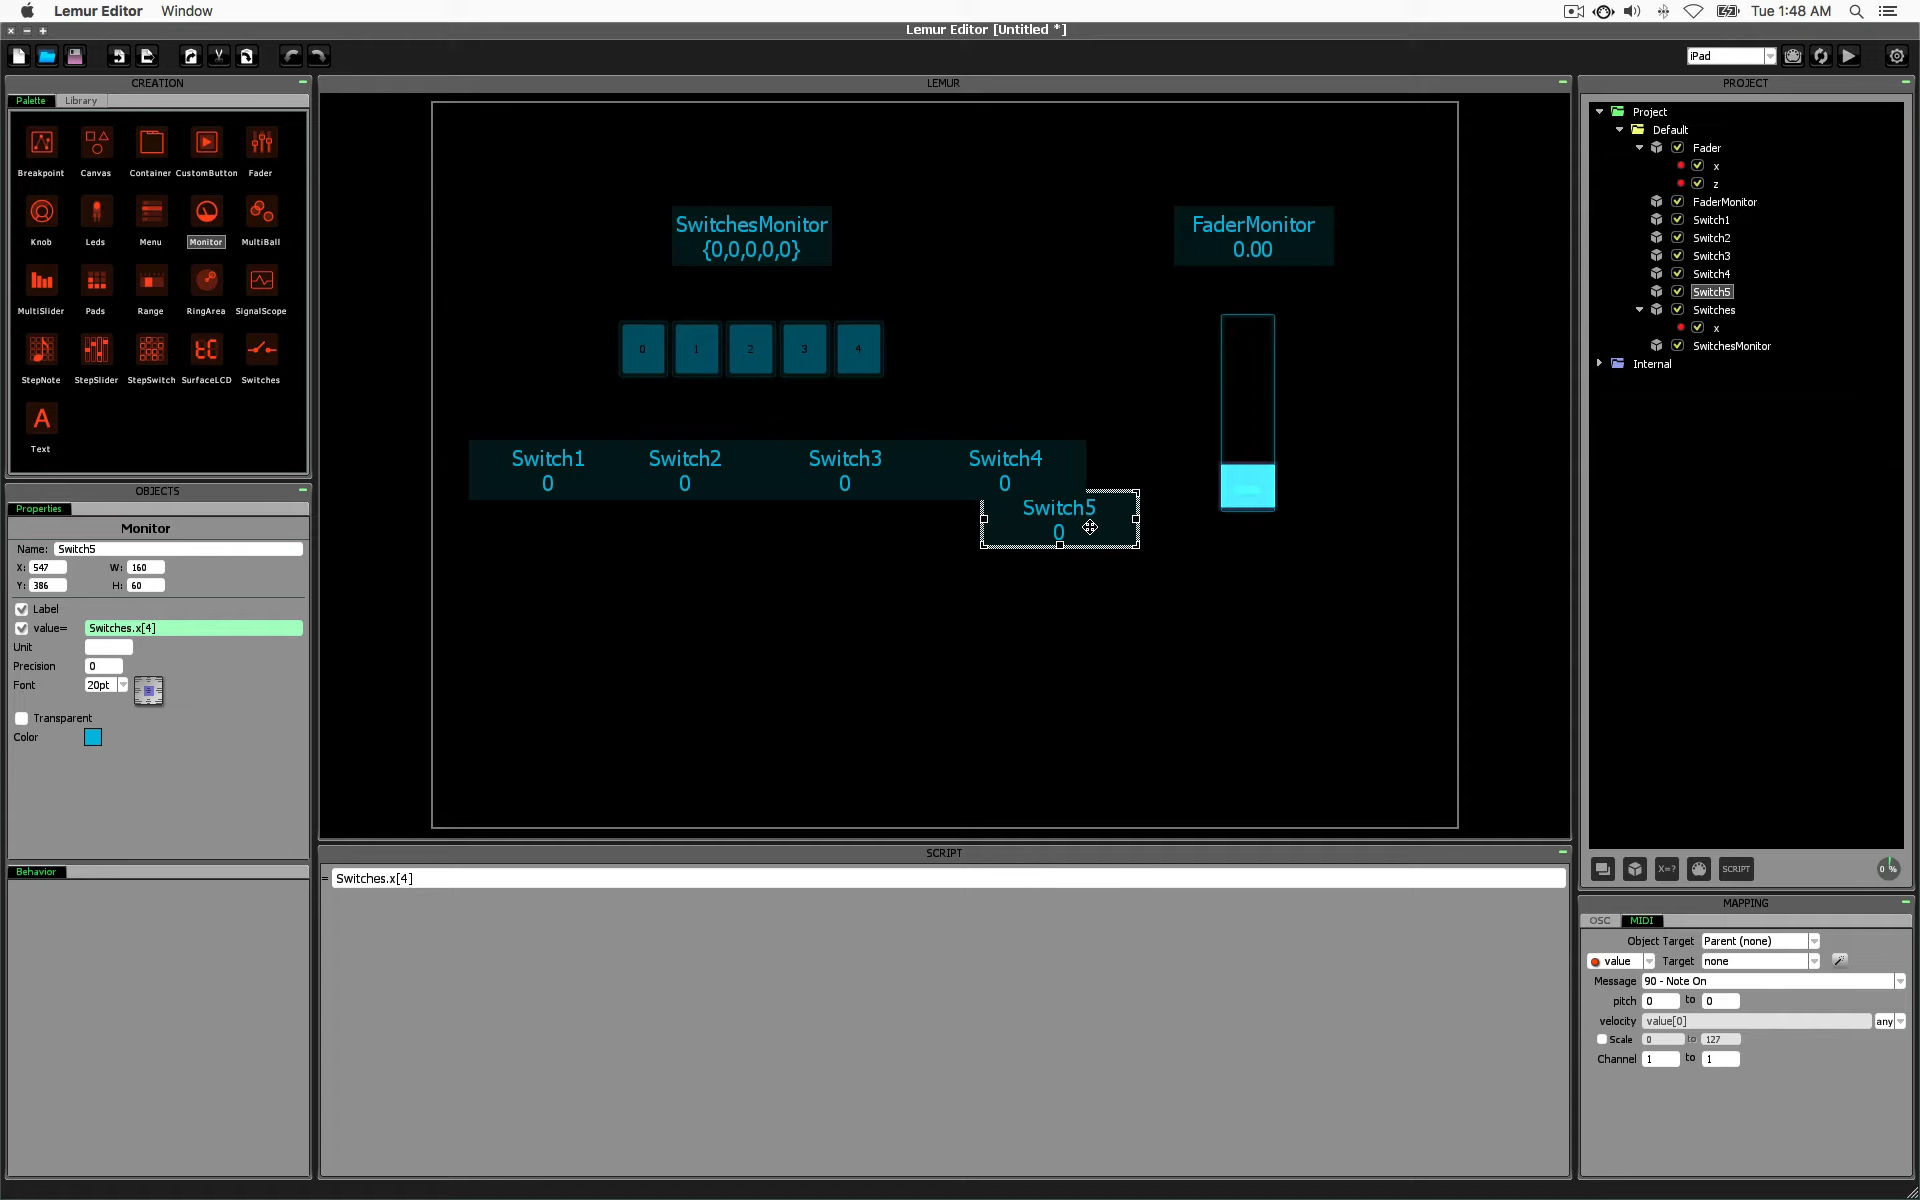 Lemur Editor Window
Tue 1:48 AM
Lemur Editor [Untitled *]
iPad
CREATION
LEMUR
PROJECT
Palette Library
Breakpoint Canvas Container CustomButton Fader
Knob Leds Menu Monitor MultiBall
MultiSlider Pads Range RingArea SignalScope
StepNote StepSlider StepSwitch SurfaceLCD Switches
Text
OBJECTS
Properties
Monitor
Name: Switch5
X: 547 W: 160
Y: 386 H: 60
Label
value= Switches.x[4]
Unit
Precision 0
Font 20pt
Transparent
Color
Behavior
SwitchesMonitor
{0,0,0,0,0}
FaderMonitor
0.00
0 1 2 3 4
Switch1 Switch2 Switch3 Switch4
0 0 0 0
Switch5
0
SCRIPT
= Switches.x[4]
Project
Default
Fader
x
z
FaderMonitor
Switch1
Switch2
Switch3
Switch4
Switch5
Switches
x
SwitchesMonitor
Internal
X=? SCRIPT 0 %
MAPPING
OSC MIDI
Object Target Parent (none)
value Target none
Message 90 - Note On
pitch 0 to 0
velocity value[0] any
Scale 0 to 127
Channel 1 to 1